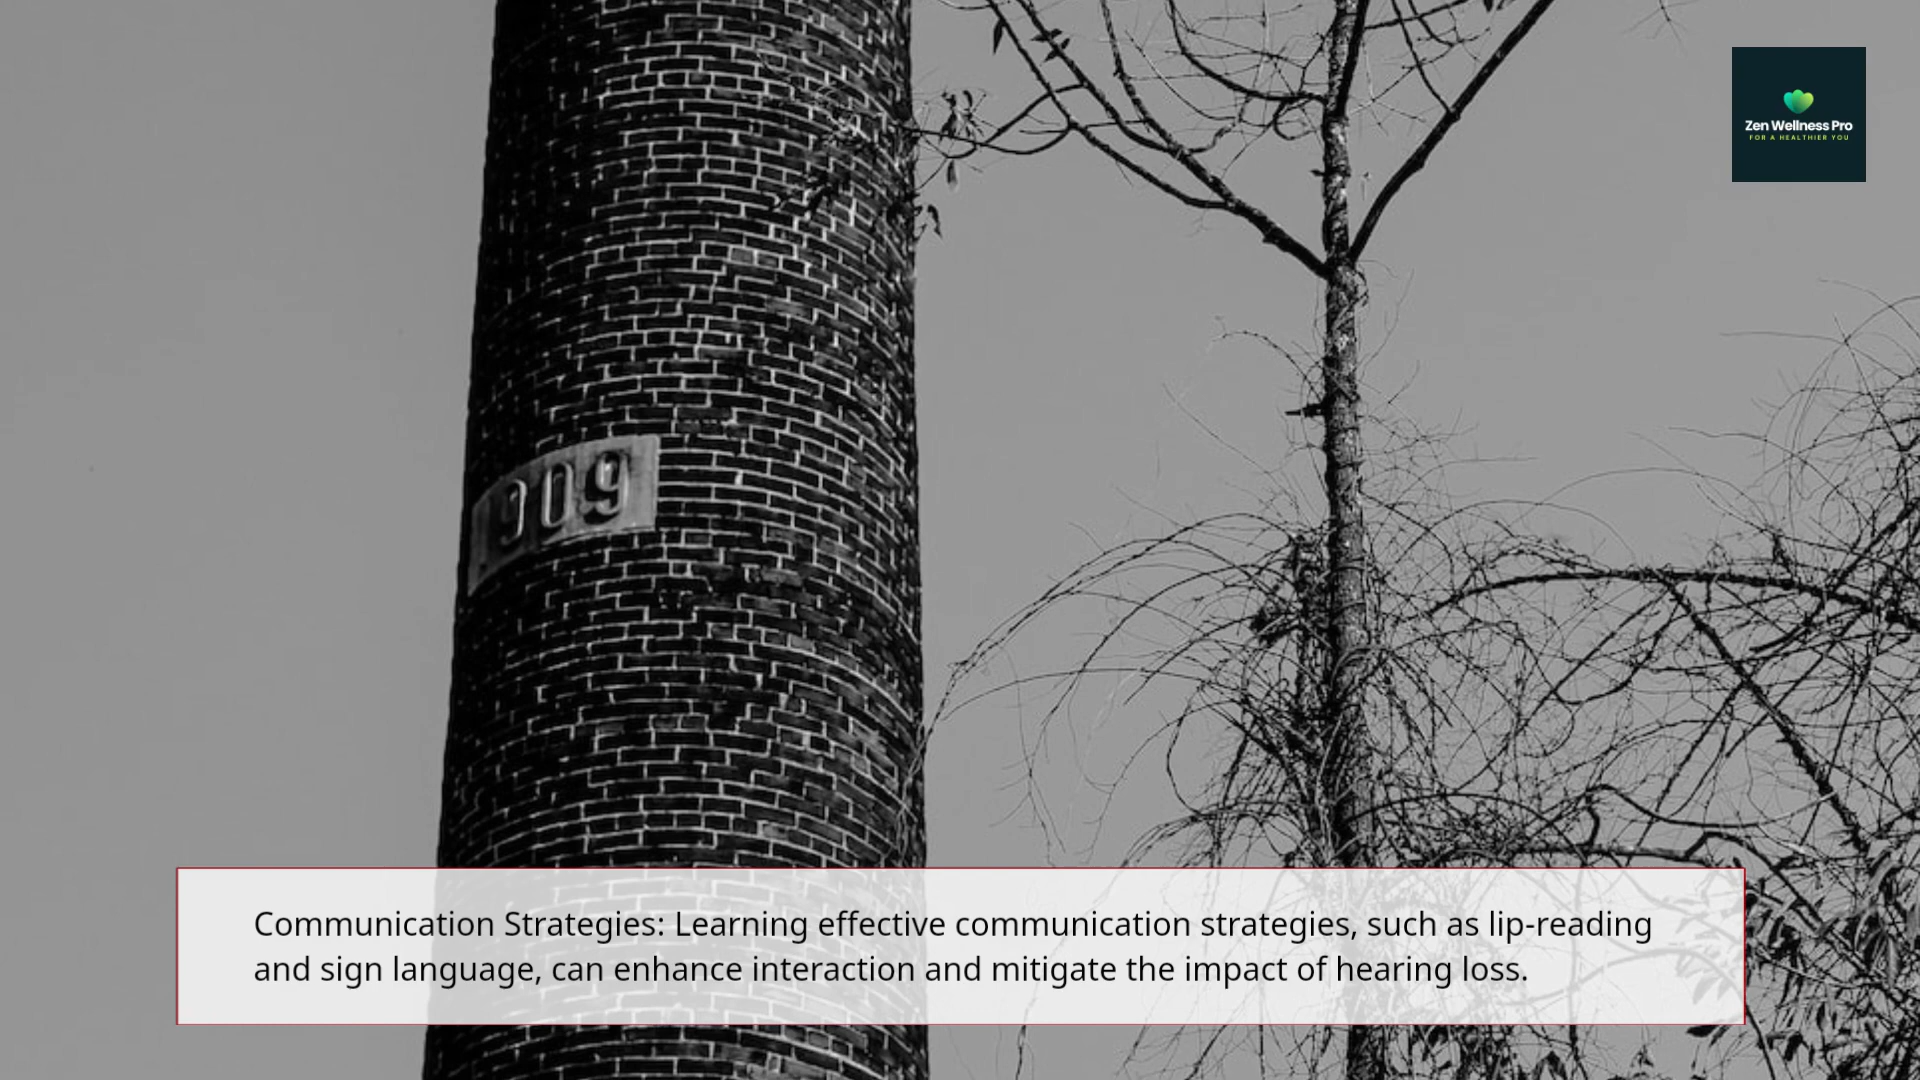 Zen Wellness Pro
FOR A HEALTHIER YOU
1909
Communication Strategies: Learning effective communication strategies, such as lip-reading
and sign language, can enhance interaction and mitigate the impact of hearing loss.